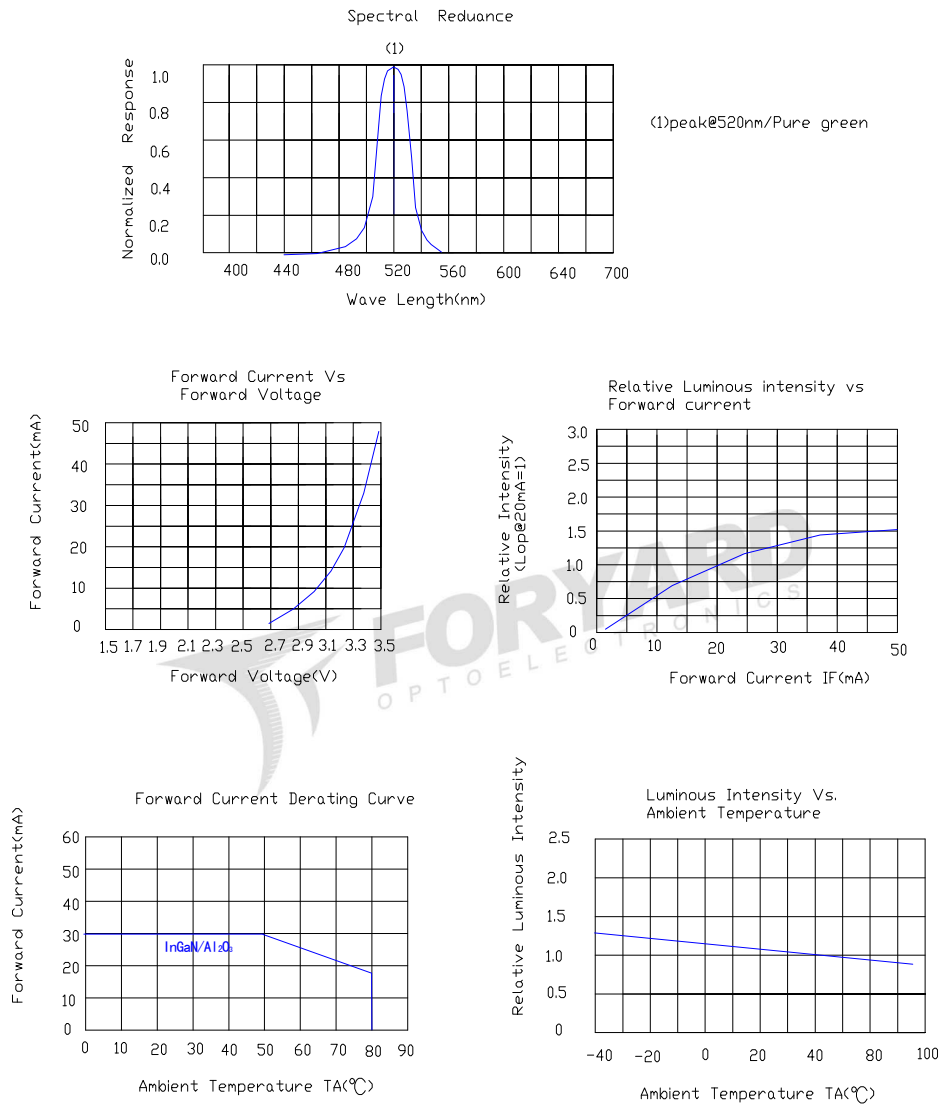 Spectral Reduance
(1)
Normalized Response
1.0
0.8
0.6
0.4
0.2
0.0
400 440 480 520 560 600 640 700
Wave Length(nm)
(1)peak@520nm/Pure green
Forward Current Vs
Forward Voltage
Forward Current(mA)
50
40
30
20
10
0
1.5 1.7 1.9 2.1 2.3 2.5 2.7 2.9 3.1 3.3 3.5
Forward Voltage(V)
Relative Luminous intensity vs
Forward current
Relative Intensity
(Lop@20mA=1)
3.0
2.5
2.0
1.5
1.0
0.5
0
0 10 20 30 40 50
Forward Current IF(mA)
FORYARD
OPTOELECTRONICS
Forward Current Derating Curve
Forward Current(mA)
60
50
40
30
20
10
0
InGaN/Al₂O₃
0 10 20 30 40 50 60 70 80 90
Ambient Temperature TA(℃)
Luminous Intensity Vs.
Ambient Temperature
Relative Luminous Intensity
2.5
2.0
1.5
1.0
0.5
0
-40 -20 0 20 40 60 80 100
Ambient Temperature TA(℃)